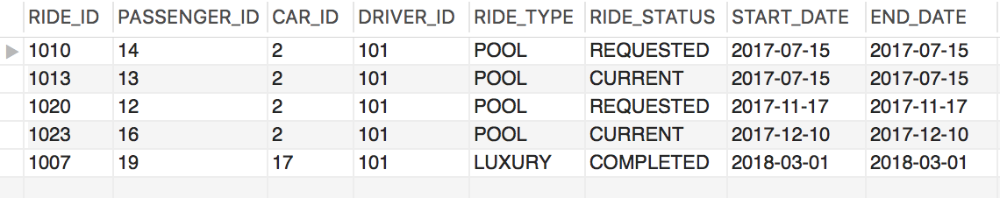 RIDE_ID PASSENGER_ID CAR_ID DRIVER_ID RIDE_TYPE RIDE_STATUS START_DATE END_DATE
1010 14 2 101 POOL REQUESTED 2017-07-15 2017-07-15
1013 13 2 101 POOL CURRENT 2017-07-15 2017-07-15
1020 12 2 101 POOL REQUESTED 2017-11-17 2017-11-17
1023 16 2 101 POOL CURRENT 2017-12-10 2017-12-10
1007 19 17 101 LUXURY COMPLETED 2018-03-01 2018-03-01